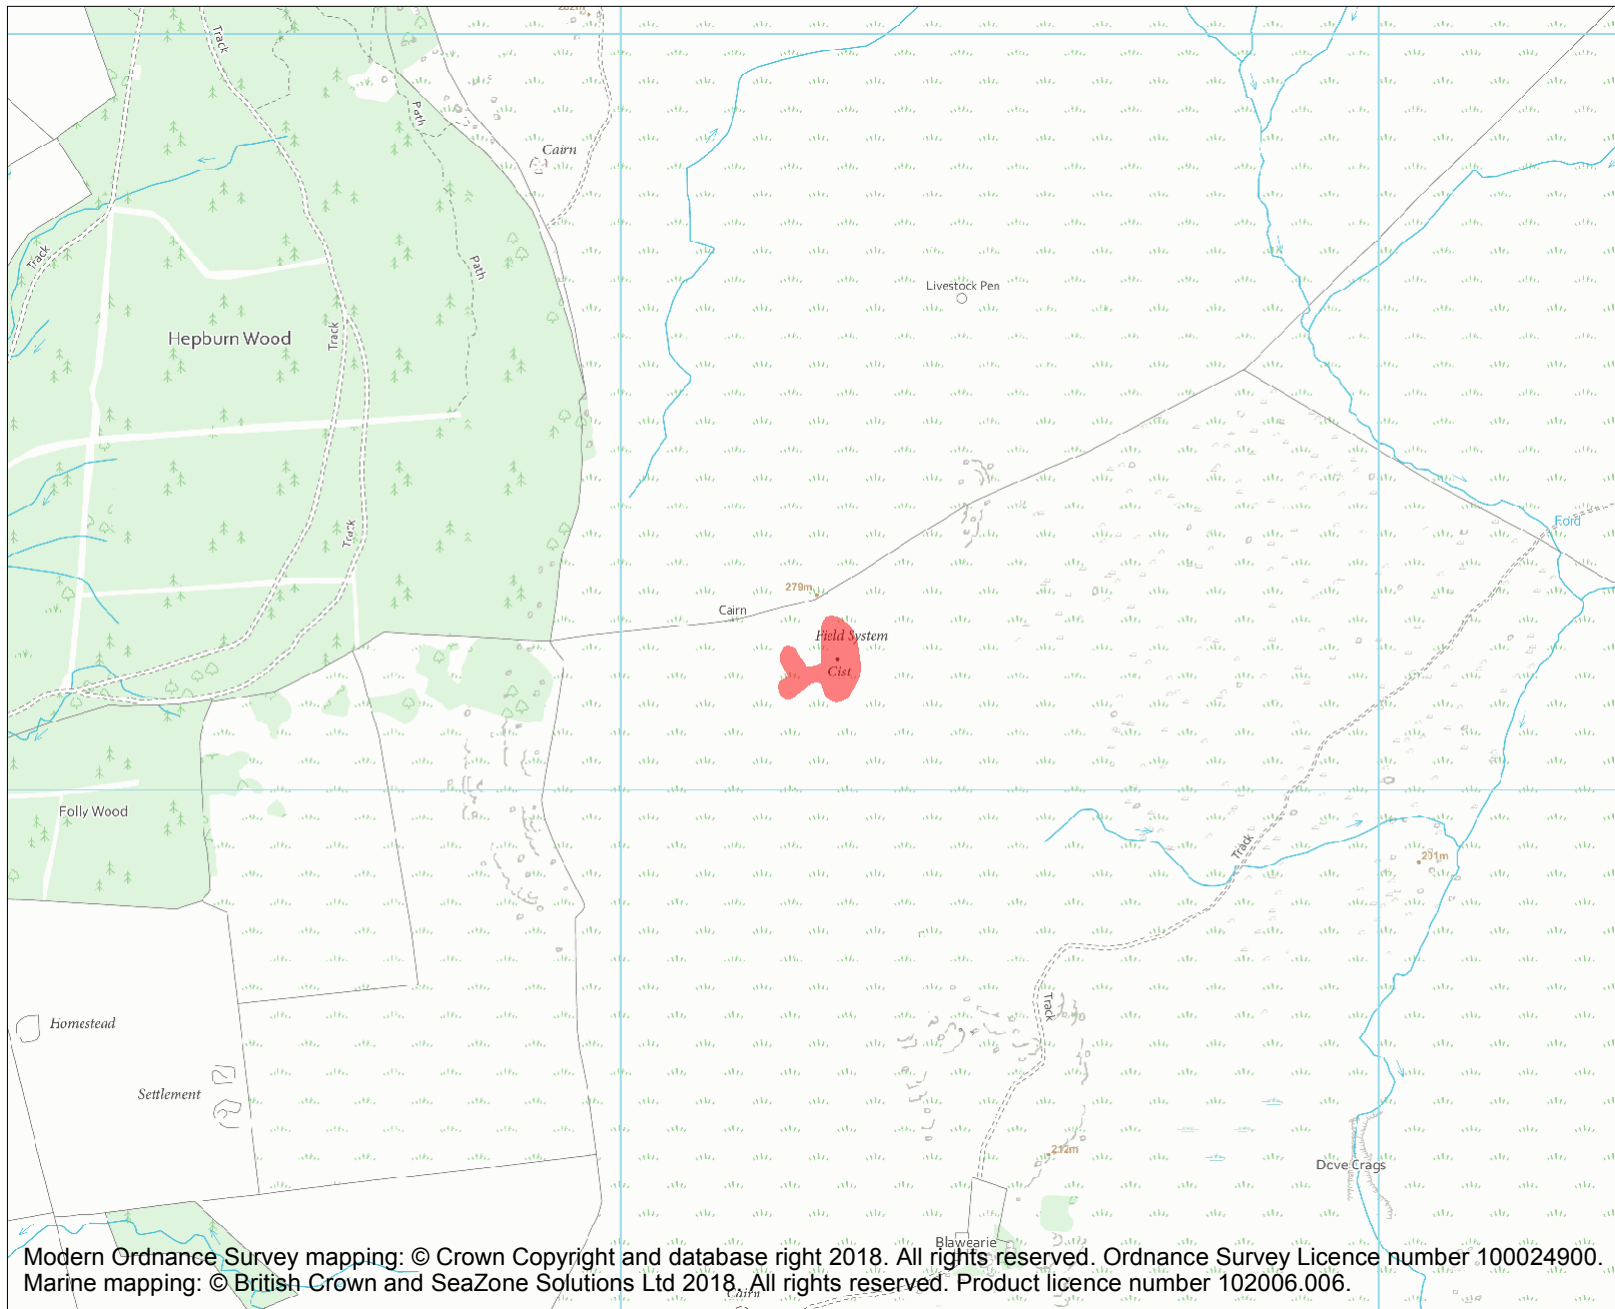 282m
Track
Path
Cairn
Track
Path
Livestock Pen
Hepburn Wood
Track
Ford
Track
279m
Cairn
Field System
Cist
Folly Wood
Track
231m
Track
Homestead
Settlement
212m
Dove Crags
Blawearie
Modern Ordnance Survey mapping: © Crown Copyright and database right 2018. All rights reserved. Ordnance Survey Licence number 100024900.
Marine mapping: © British Crown and SeaZone Solutions Ltd 2018. All rights reserved. Product licence number 102006.006.
Cairn